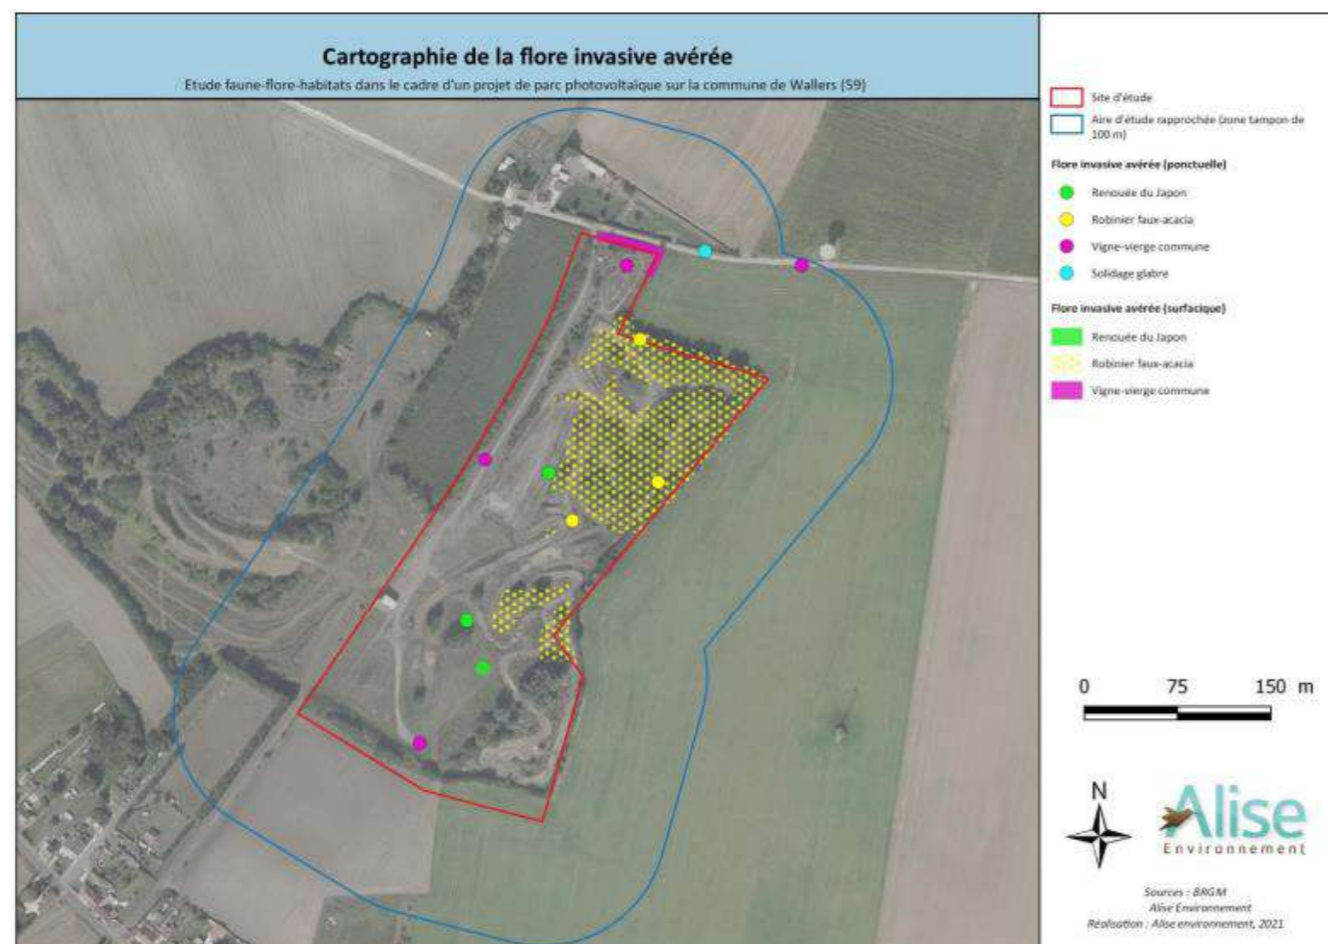 Cartographie de la flore invasive avérée
Etude faune-flore-habitats dans le cadre d'un projet de parc photovoltaïque sur la commune de Wallers (59)
Site d'étude
Aire d'étude rapprochée (zone tampon de
100 m)
Flore invasive avérée (ponctuelle)
Renouée du Japon
Robinier faux-acacia
Vigne-vierge commune
Solidage glabre
Flore invasive avérée (surfacique)
Renouée du Japon
Robinier faux-acacia
Vigne-vierge commune
0 75 150 m
N
Alise
Environnement
Sources : BRGM
Alise Environnement
Réalisation : Alise environnement, 2021